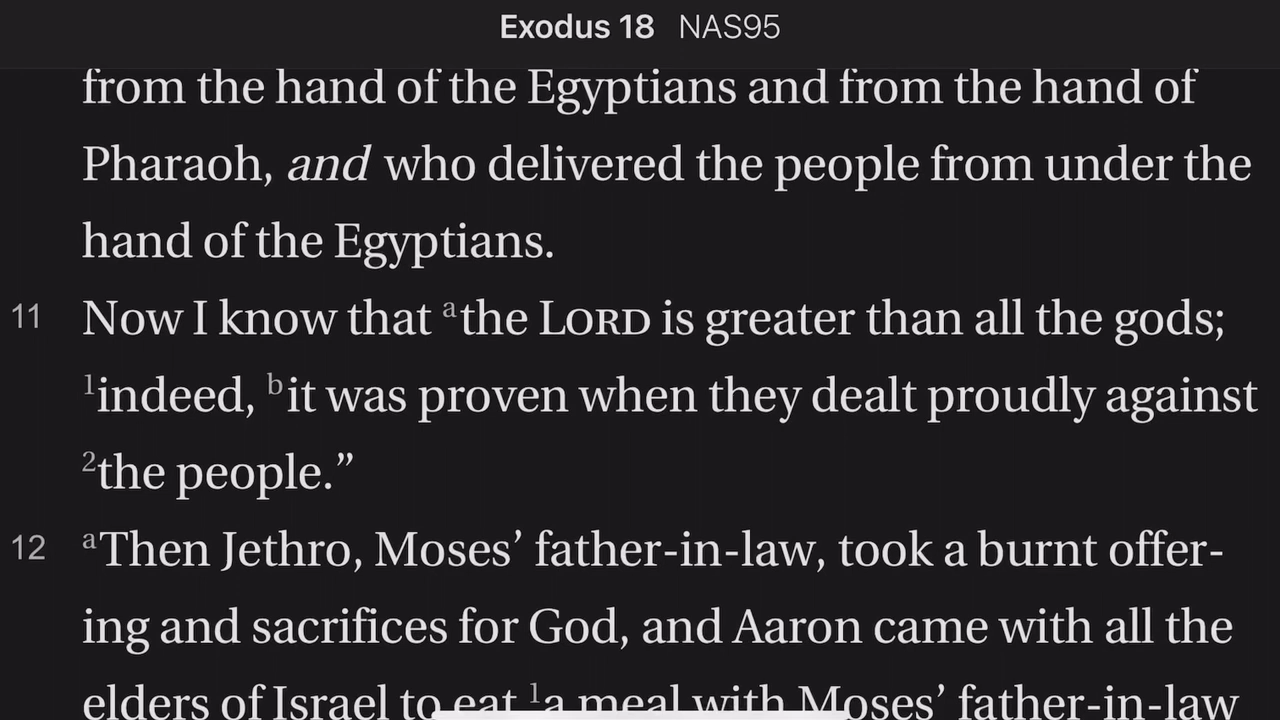 Exodus 18 NAS95
from the hand of the Egyptians and from the hand of
Pharaoh, and who delivered the people from under the
hand of the Egyptians.
11 Now I know that a the LORD is greater than all the gods;
1 indeed, b it was proven when they dealt proudly against
2 the people.”
12 a Then Jethro, Moses’ father-in-law, took a burnt offer-
ing and sacrifices for God, and Aaron came with all the
elders of Israel to eat 1 a meal with Moses’ father-in-law